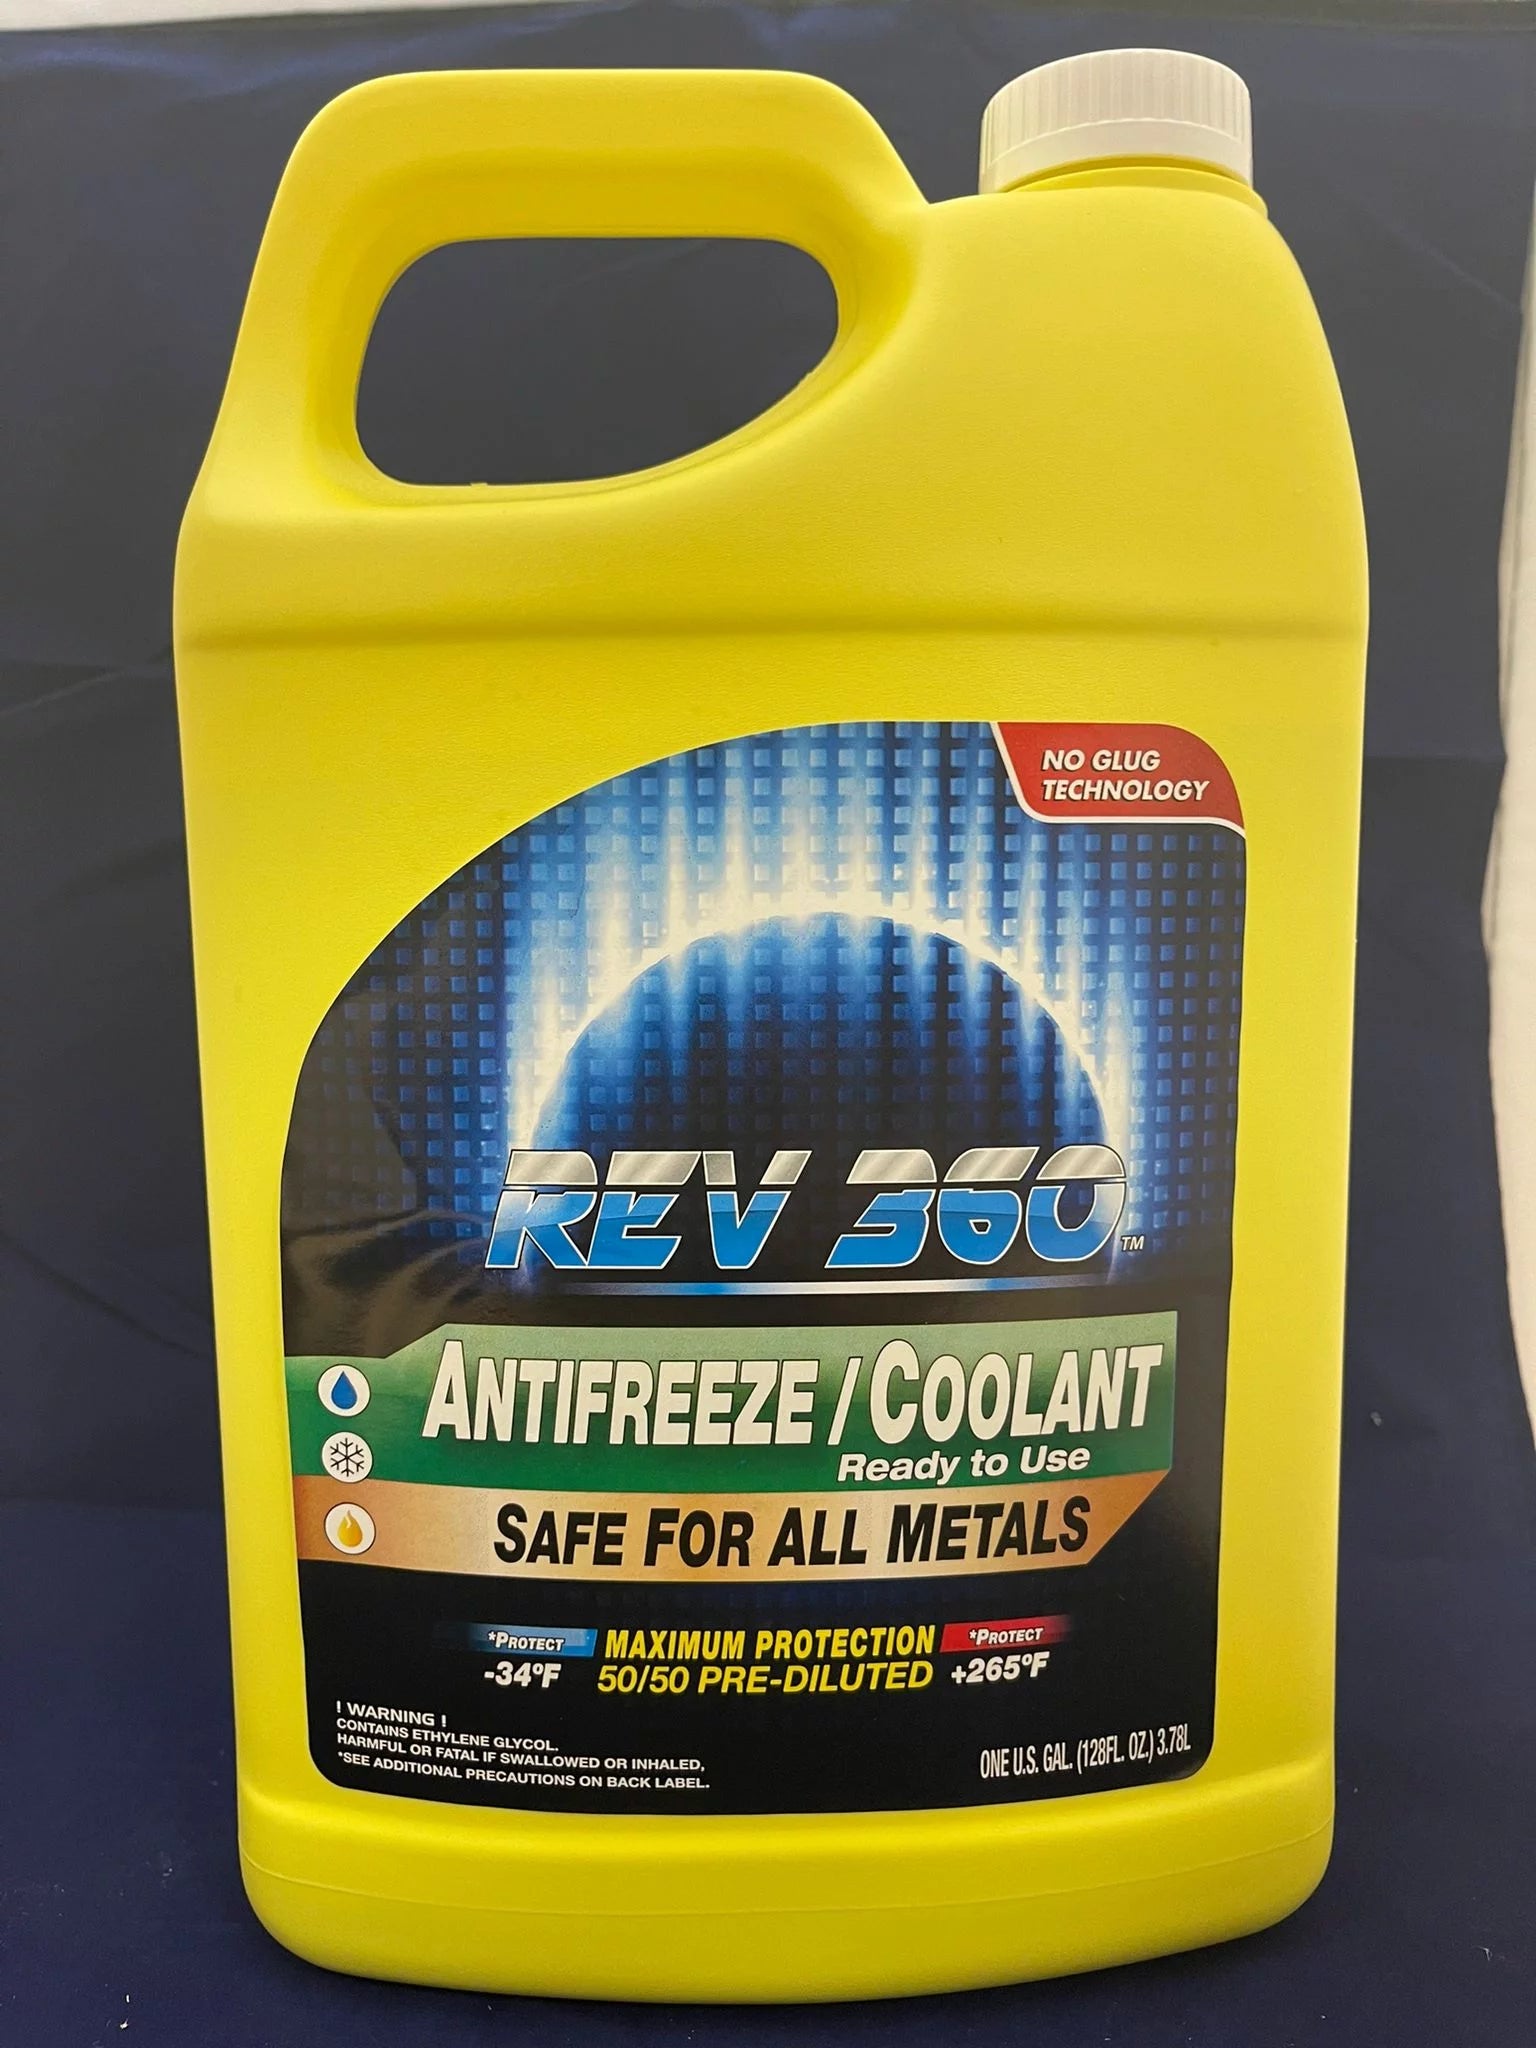 NO GLUG
TECHNOLOGY
REV 360™
ANTIFREEZE / COOLANT
Ready to Use
SAFE FOR ALL METALS
*PROTECT
-34ºF
MAXIMUM PROTECTION
50/50 PRE-DILUTED
*PROTECT
+265ºF
! WARNING !
CONTAINS ETHYLENE GLYCOL.
HARMFUL OR FATAL IF SWALLOWED OR INHALED,
*SEE ADDITIONAL PRECAUTIONS ON BACK LABEL.
ONE U.S. GAL. (128FL. OZ.) 3.78L